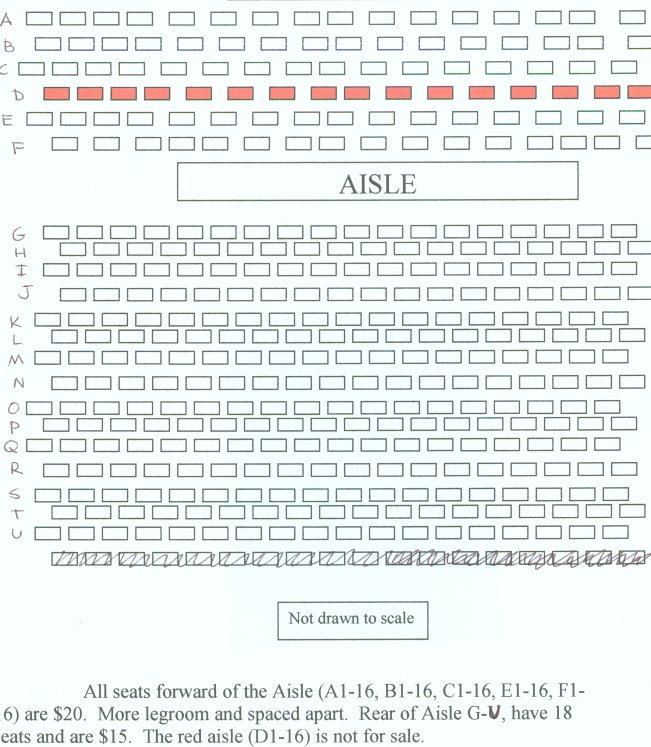 A
B
C
D
E
F
AISLE
G
H
I
J
K
L
M
N
O
P
Q
R
S
T
U
Not drawn to scale
All seats forward of the Aisle (A1-16, B1-16, C1-16, E1-16, F1-
6) are $20. More legroom and spaced apart. Rear of Aisle G-U, have 18
eats and are $15. The red aisle (D1-16) is not for sale.